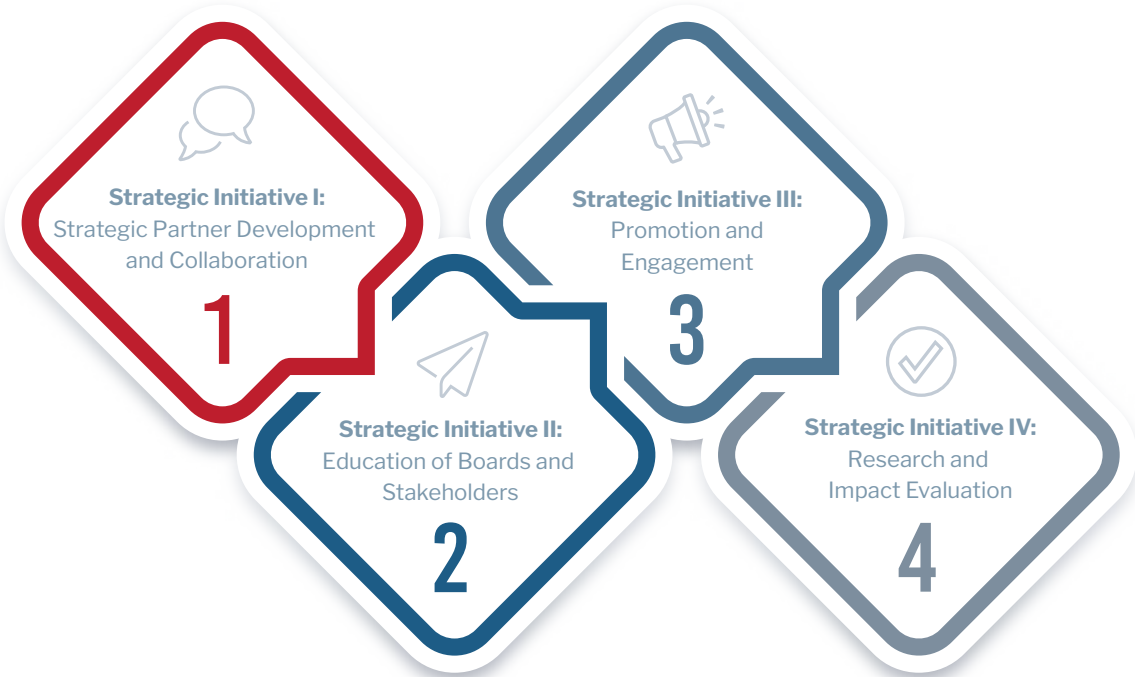 Strategic Initiative I:
Strategic Partner Development
and Collaboration
1
Strategic Initiative II:
Education of Boards and
Stakeholders
2
Strategic Initiative III:
Promotion and
Engagement
3
Strategic Initiative IV:
Research and
Impact Evaluation
4